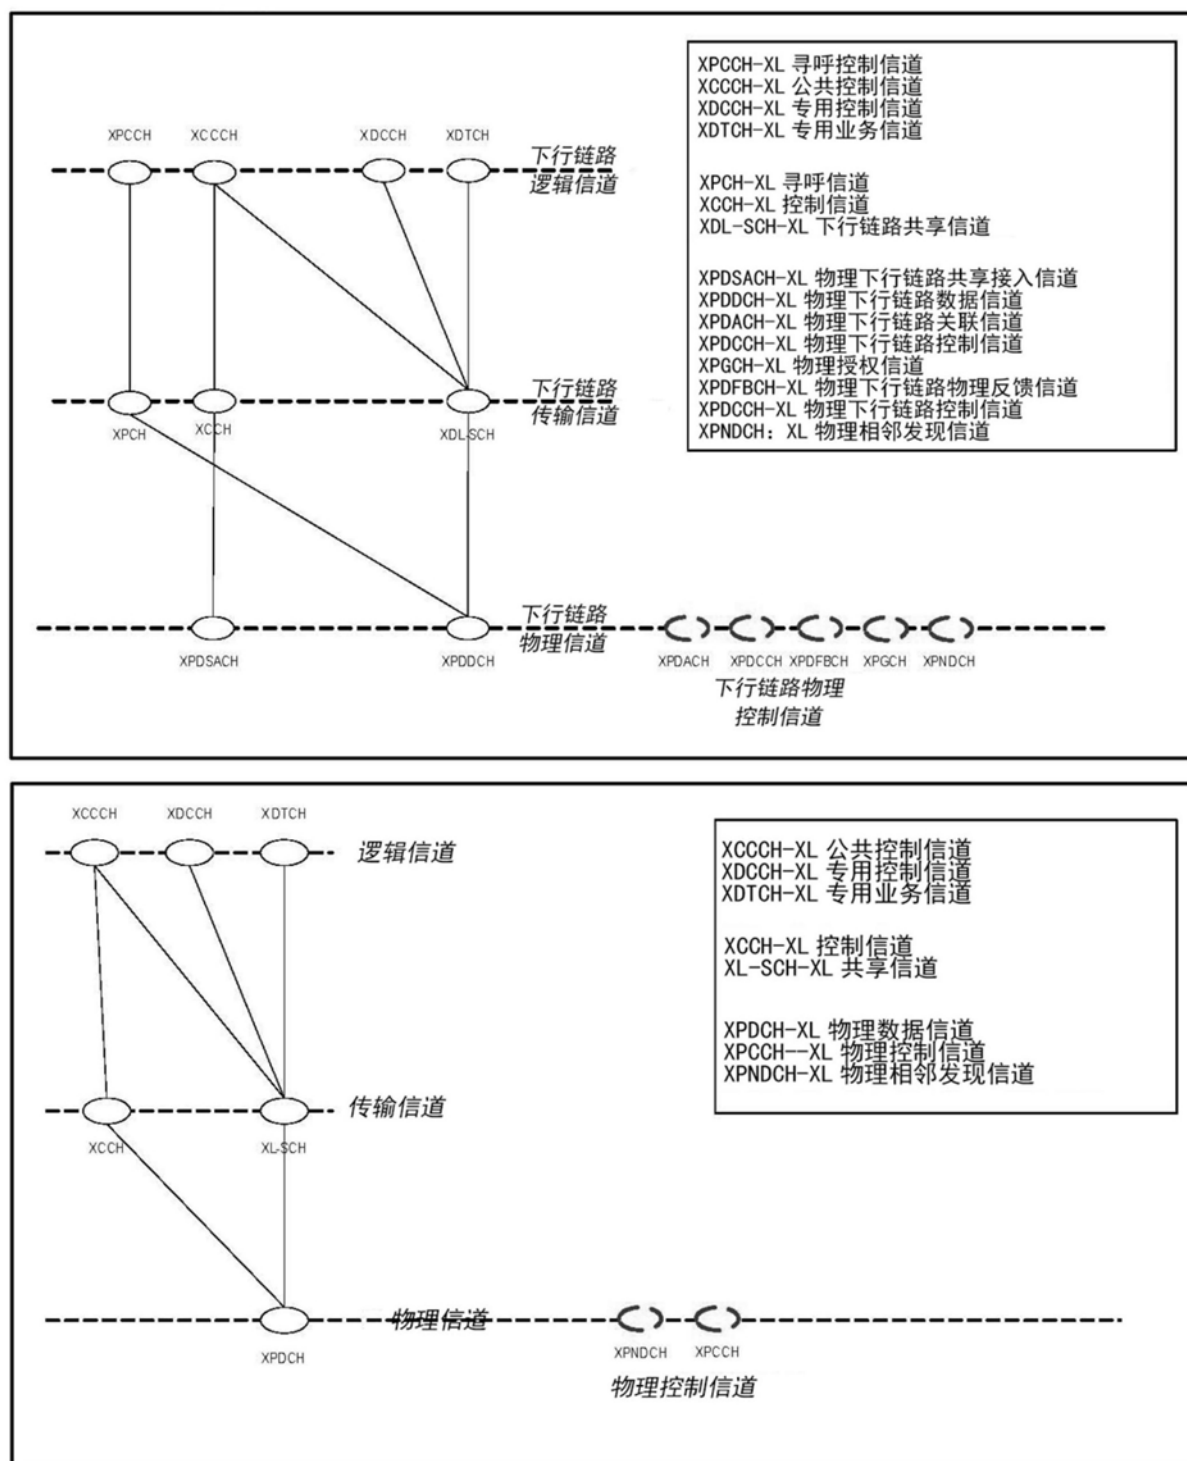 XPCCH-XL 寻呼控制信道
XCCCH-XL 公共控制信道
XDCCH-XL 专用控制信道
XDTCH-XL 专用业务信道
XPCH-XL 寻呼信道
XCCH-XL 控制信道
XDL-SCH-XL 下行链路共享信道
XPDSACH-XL 物理下行链路共享接入信道
XPDDCH-XL 物理下行链路数据信道
XPDACH-XL 物理下行链路关联信道
XPDCCH-XL 物理下行链路控制信道
XPGCH-XL 物理授权信道
XPDFBCH-XL 物理下行链路物理反馈信道
XPDCCH-XL 物理下行链路控制信道
XPNDCH: XL 物理相邻发现信道
XPCCH XCCCH XDCCH XDTCH
下行链路
逻辑信道
下行链路
传输信道
XPCH XCCH XDL-SCH
下行链路
物理信道
XPDSACH XPDDCH XPDACH XPDCCH XPDFBCH XPGCH XPNDCH
下行链路物理
控制信道
XCCCH XDCCH XDTCH
逻辑信道
XCCCH-XL 公共控制信道
XDCCH-XL 专用控制信道
XDTCH-XL 专用业务信道
XCCH-XL 控制信道
XL-SCH-XL 共享信道
XPDCH-XL 物理数据信道
XPCCH--XL 物理控制信道
XPNDCH-XL 物理相邻发现信道
传输信道
XCCH XL-SCH
物理信道
XPDCH XPNDCH XPCCH
物理控制信道